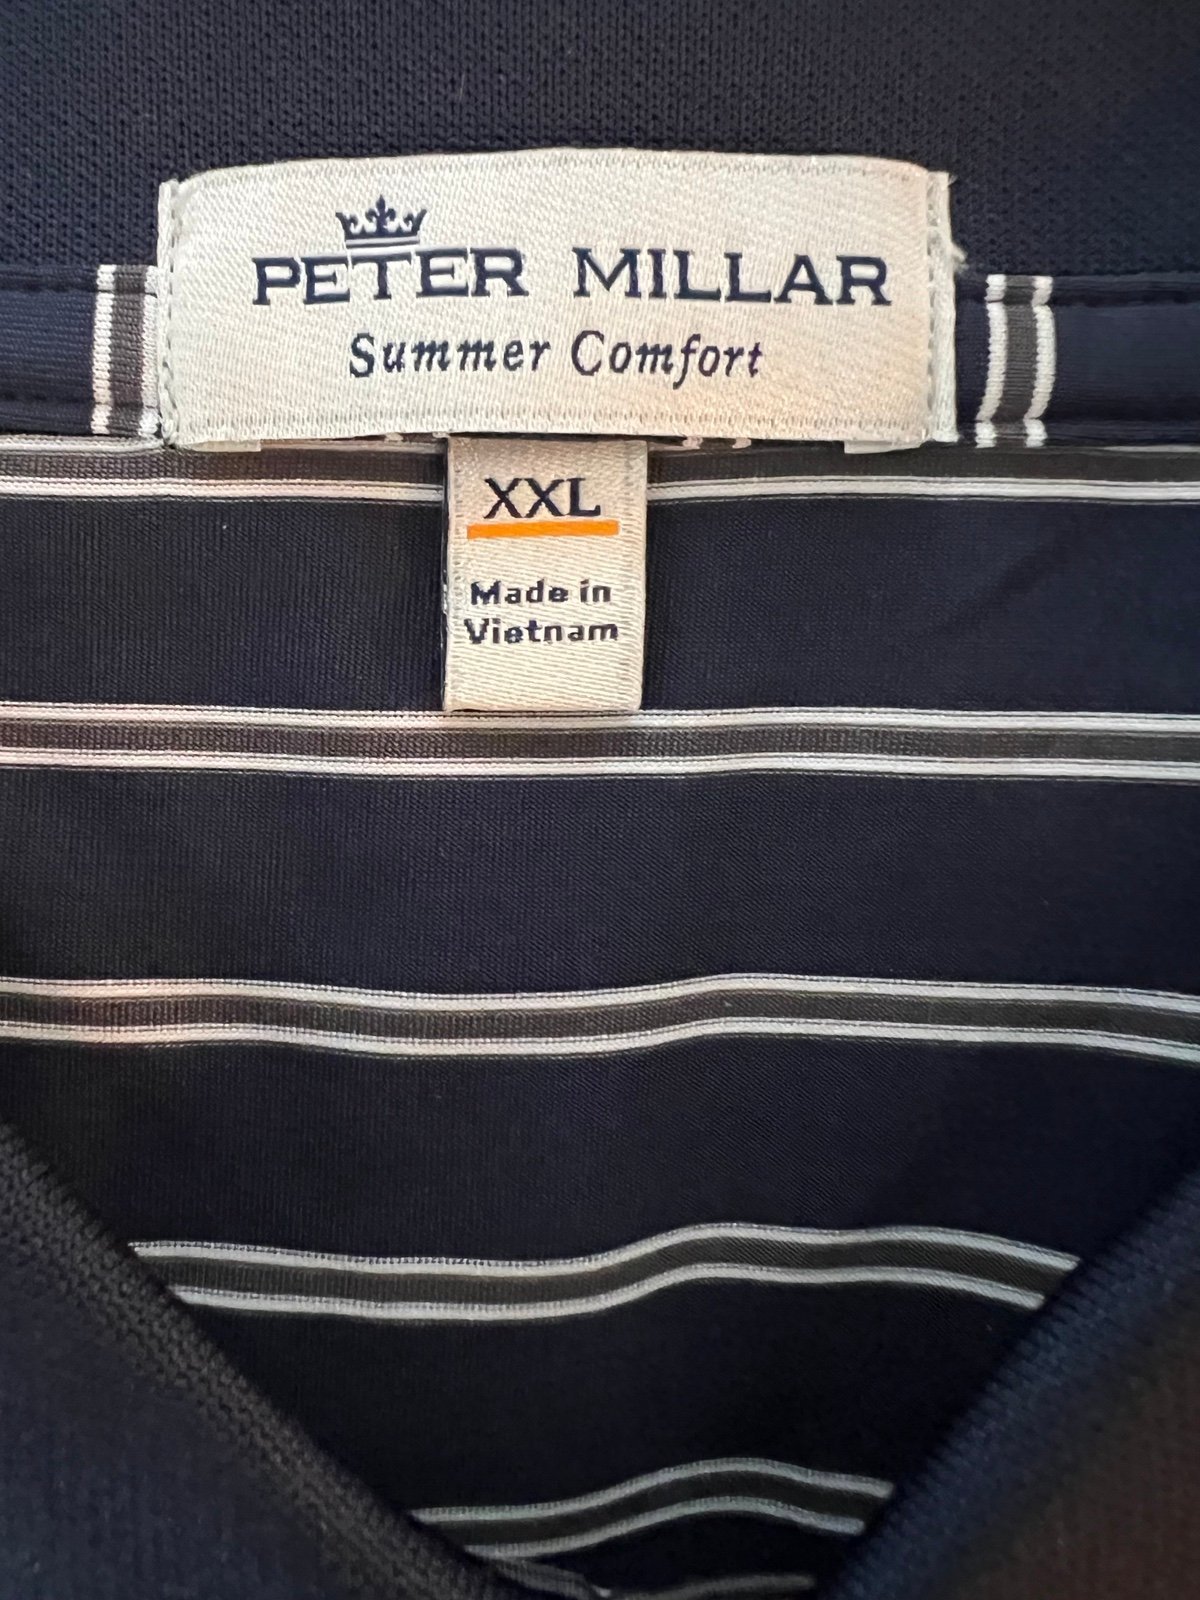 PETER MILLAR
Summer Comfort
XXL
Made in
Vietnam